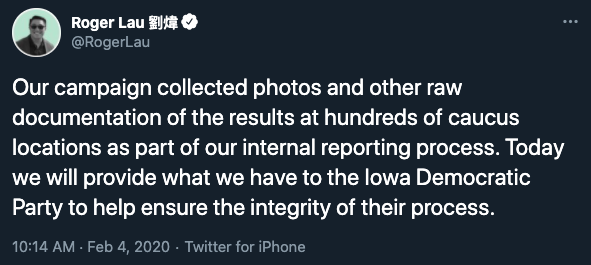 Roger Lau 劉煒
@RogerLau
Our campaign collected photos and other raw
documentation of the results at hundreds of caucus
locations as part of our internal reporting process. Today
we will provide what we have to the Iowa Democratic
Party to help ensure the integrity of their process.
10:14 AM · Feb 4, 2020 · Twitter for iPhone